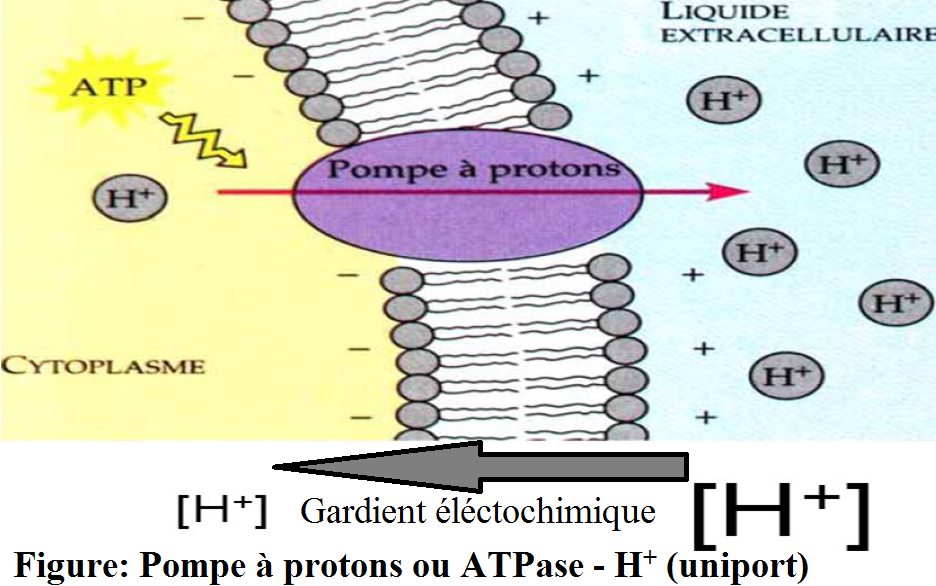 LIQUIDE
EXTRACELLULAIRE
ATP
H+
H+
Pompe à protons
H+
H+
H+
H+
CYTOPLASME
[H+] Gardient éléctochimique [H+]
Figure: Pompe à protons ou ATPase - H+ (uniport)